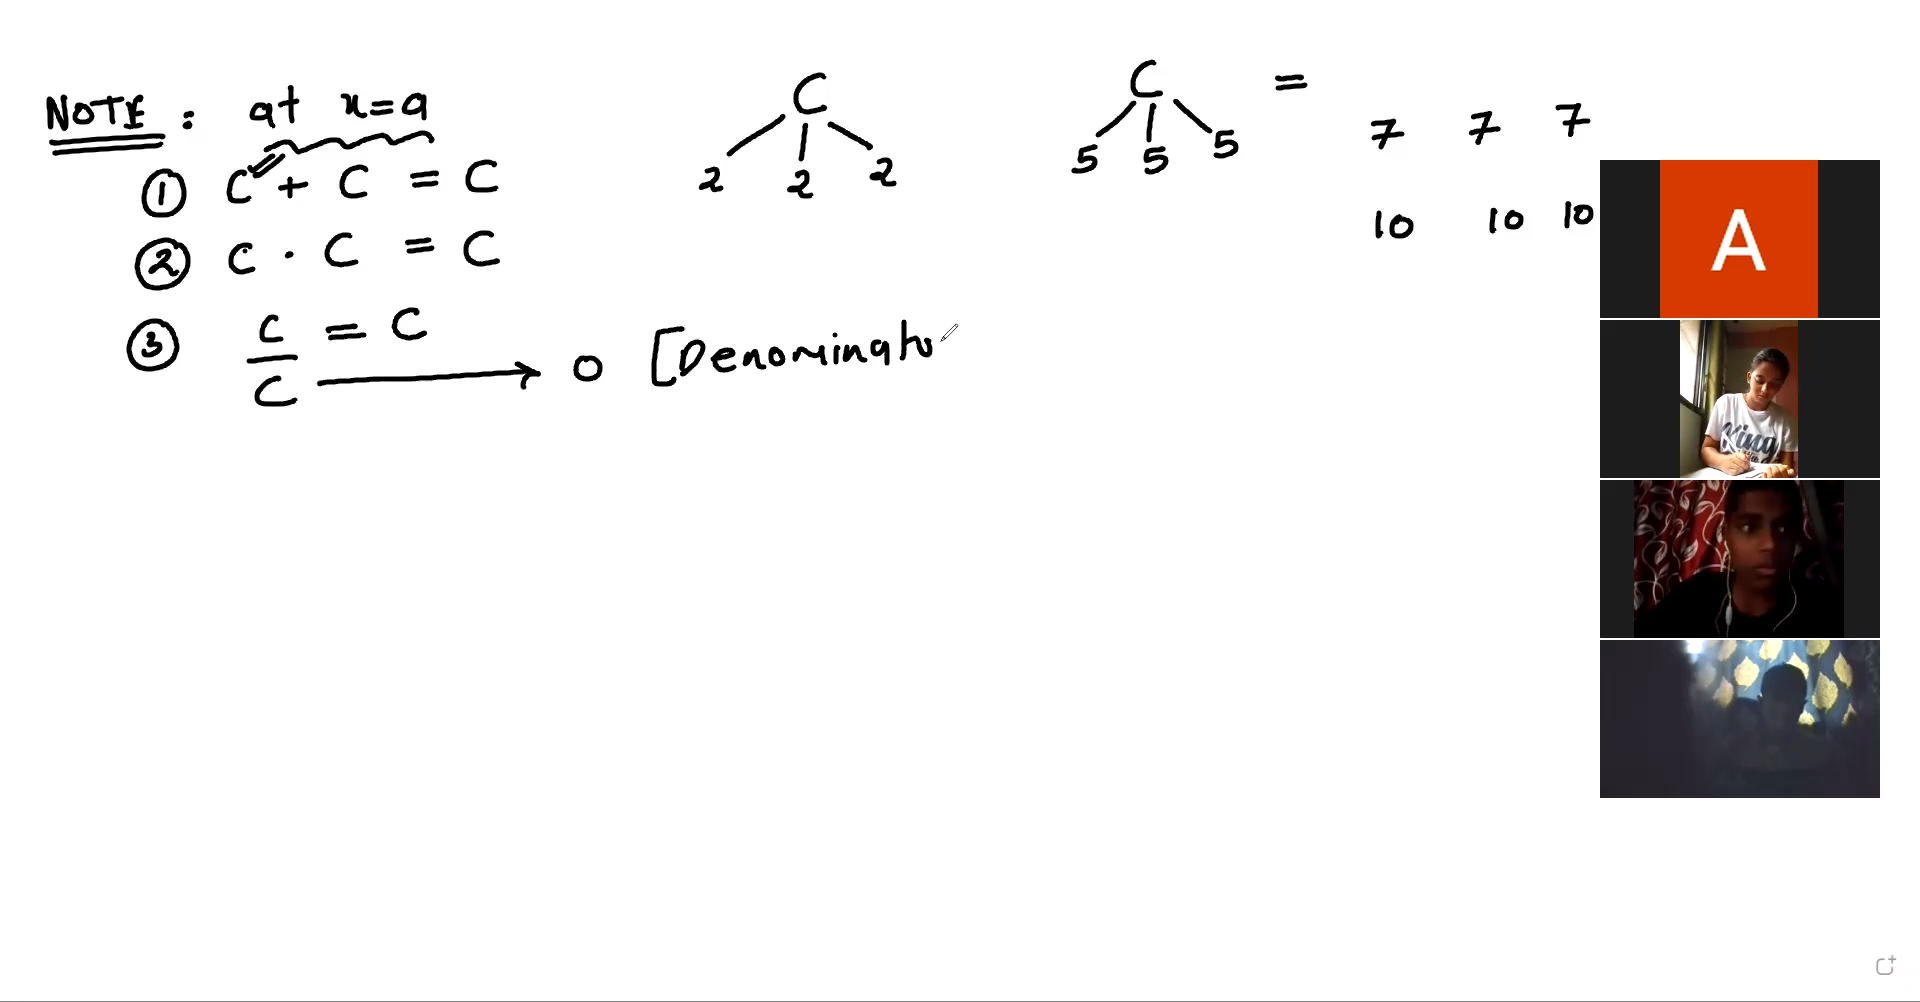 NOTE : at x=a
① C + C = C
② C · C = C
③ C/C = C
→ 0 [Denominato
C
2 2 2
C =
5 5 5
7 7 7
10 10 10
A
King